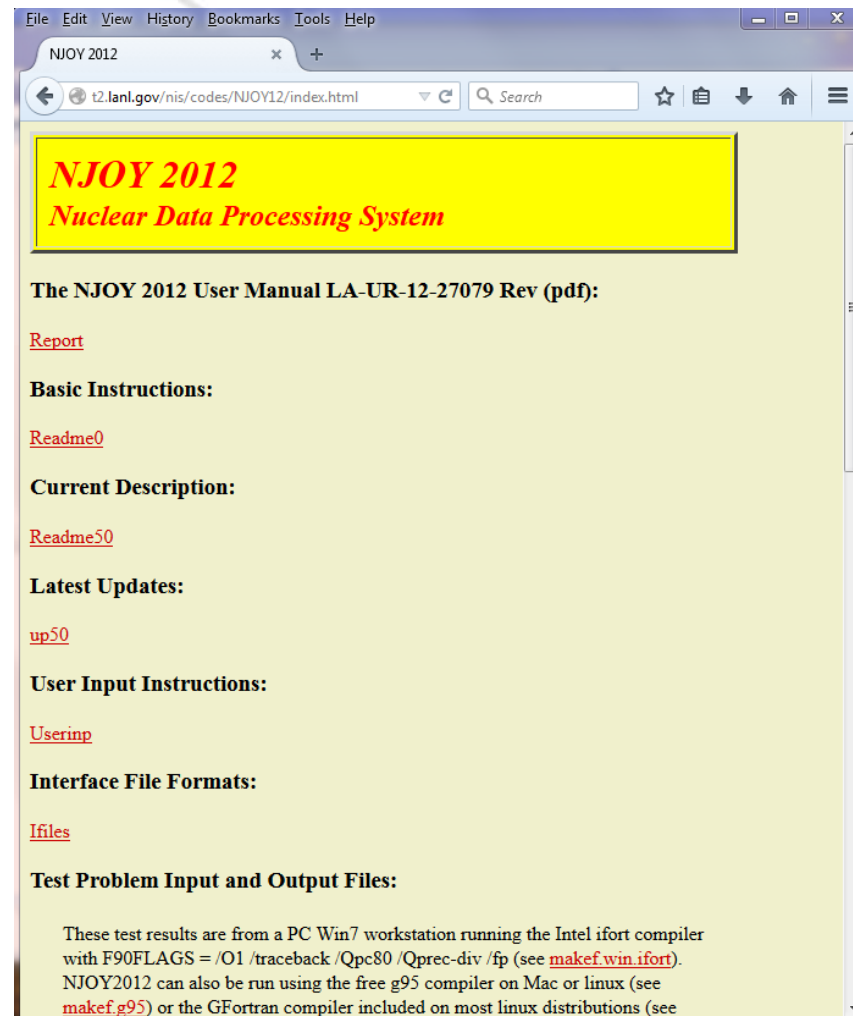 File Edit View History Bookmarks Tools Help
NJOY 2012
t2.lanl.gov/nis/codes/NJOY12/index.html Search
NJOY 2012
Nuclear Data Processing System
The NJOY 2012 User Manual LA-UR-12-27079 Rev (pdf):
Report
Basic Instructions:
Readme0
Current Description:
Readme50
Latest Updates:
up50
User Input Instructions:
Userinp
Interface File Formats:
Ifiles
Test Problem Input and Output Files:
These test results are from a PC Win7 workstation running the Intel ifort compiler
with F90FLAGS = /O1 /traceback /Qpc80 /Qprec-div /fp (see makef.win.ifort).
NJOY2012 can also be run using the free g95 compiler on Mac or linux (see
makef.g95) or the GFortran compiler included on most linux distributions (see